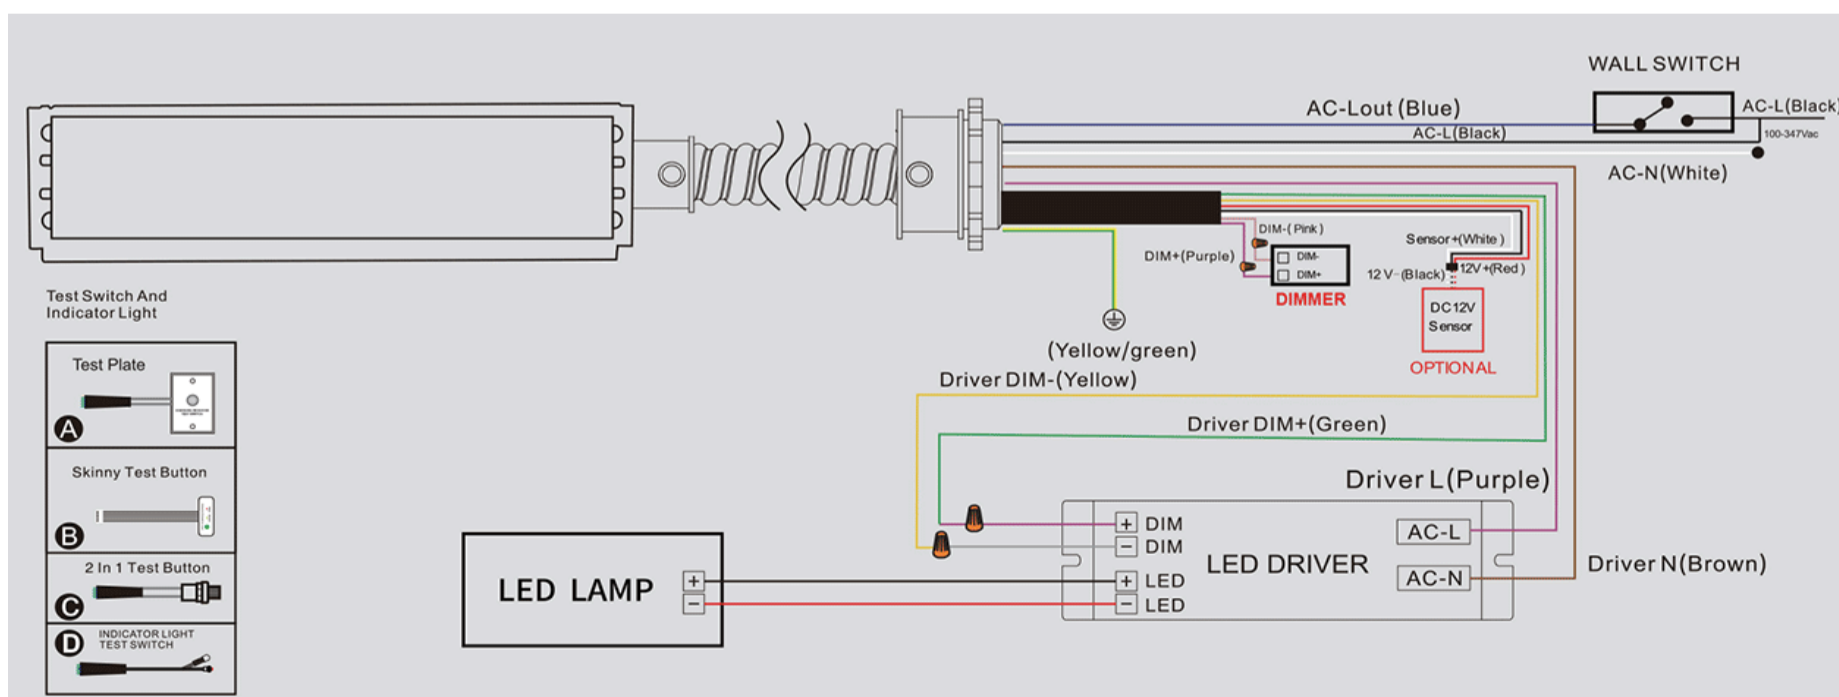 WALL SWITCH
AC-Lout (Blue)
AC-L(Black)
AC-L(Black)
100-347Vac
AC-N(White)
DIM-(Pink)
DIM+(Purple)
DIM-
DIM+
DIMMER
Sensor+(White)
12V-(Black)
12V+(Red)
DC12V
Sensor
OPTIONAL
(Yellow/green)
Driver DIM-(Yellow)
Driver DIM+(Green)
Driver L(Purple)
Driver N(Brown)
Test Switch And
Indicator Light
Test Plate
A
Skinny Test Button
B
2 In 1 Test Button
C
INDICATOR LIGHT
TEST SWITCH
D
LED LAMP
+
−
+ DIM
− DIM
+ LED
− LED
LED DRIVER
AC-L
AC-N